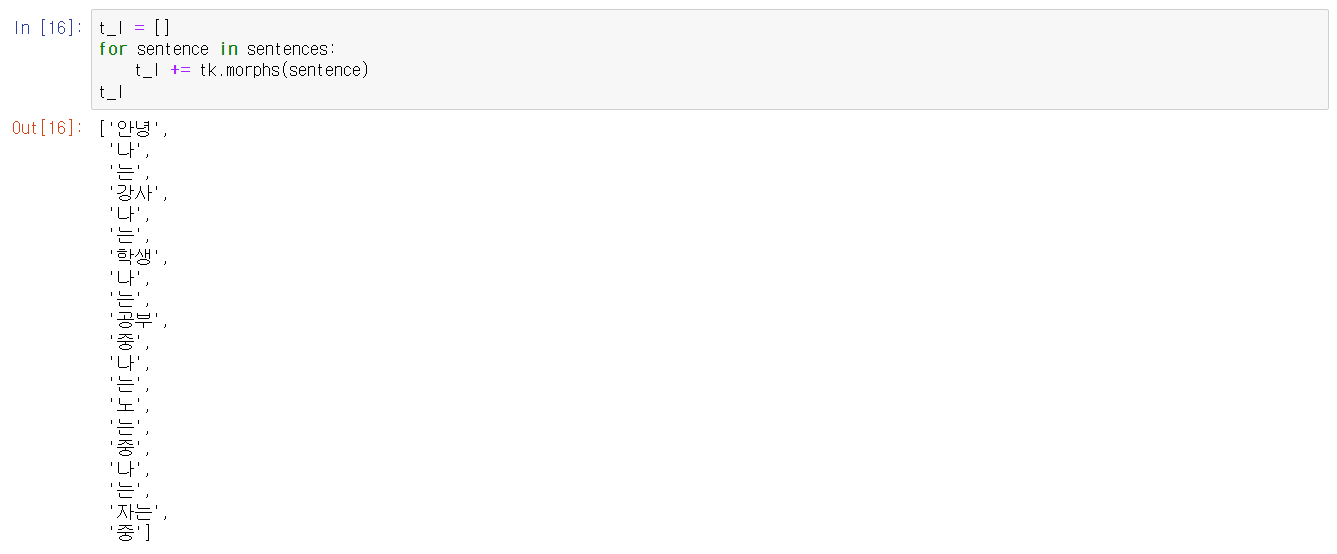 In [16]: t_l = []
for sentence in sentences:
    t_l += tk.morphs(sentence)
t_l
Out[16]: ['안녕',
'나',
'는',
'강사',
'나',
'는',
'학생',
'나',
'는',
'공부',
'중',
'나',
'는',
'노',
'는',
'중',
'나',
'는',
'자는',
'중']